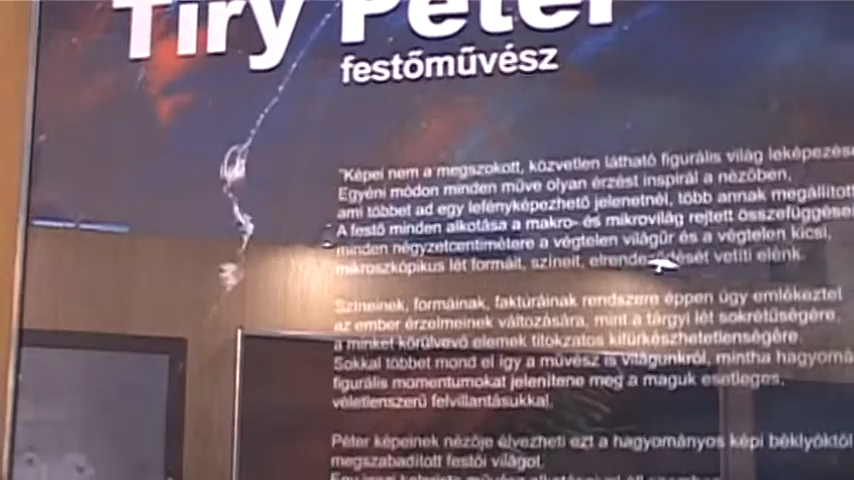 Tiry Péter
festőművész
"Képei nem a megszokott, közvetlen látható figurális világ leképezése
Egyéni módon minden műve olyan érzést inspirál a nézőben,
ami többet ad egy lefényképezhető jelenetnél, több annak megállított
A festő minden alkotása a makro- és mikrovilág rejtett összefüggései
minden négyzetcentimétere a végtelen világűr és a végtelen kicsi,
mikroszkópikus lét formáit, színeit, elrendezését vetíti elénk.
Színeinek, formáinak, faktúráinak rendszere éppen úgy emlékeztet
az ember érzelmeinek változására, mint a tárgyi lét sokrétűségére,
a minket körülvevő elemek titokzatos kifürkészhetetlenségére.
Sokkal többet mond el így a művész is világunkról, mintha hagyomá
figurális momentumokat jelenítene meg a maguk esetleges,
véletlenszerű felvillantásukkal.
Péter képeinek nézője élvezheti ezt a hagyományos képi béklyóktól
megszabadított festői világot.